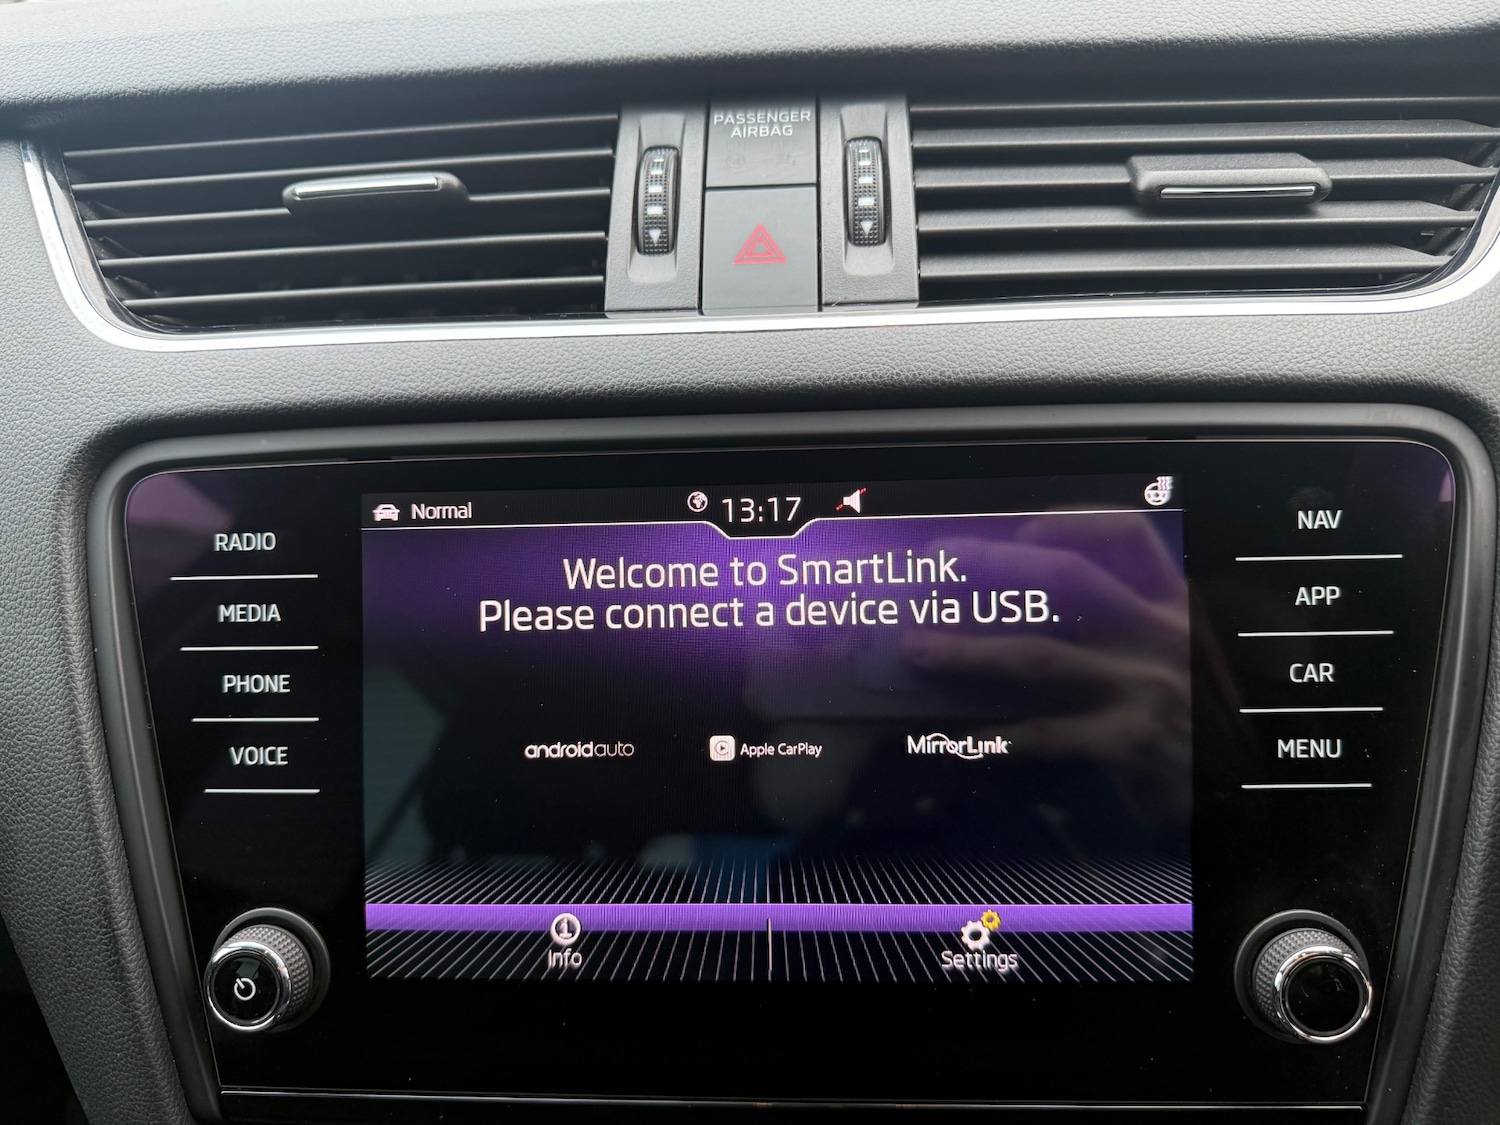 PASSENGER
AIRBAG
Normal
13:17
RADIO
MEDIA
PHONE
VOICE
Welcome to SmartLink.
Please connect a device via USB.
androidauto
Apple CarPlay
MirrorLink
Info
Settings
NAV
APP
CAR
MENU